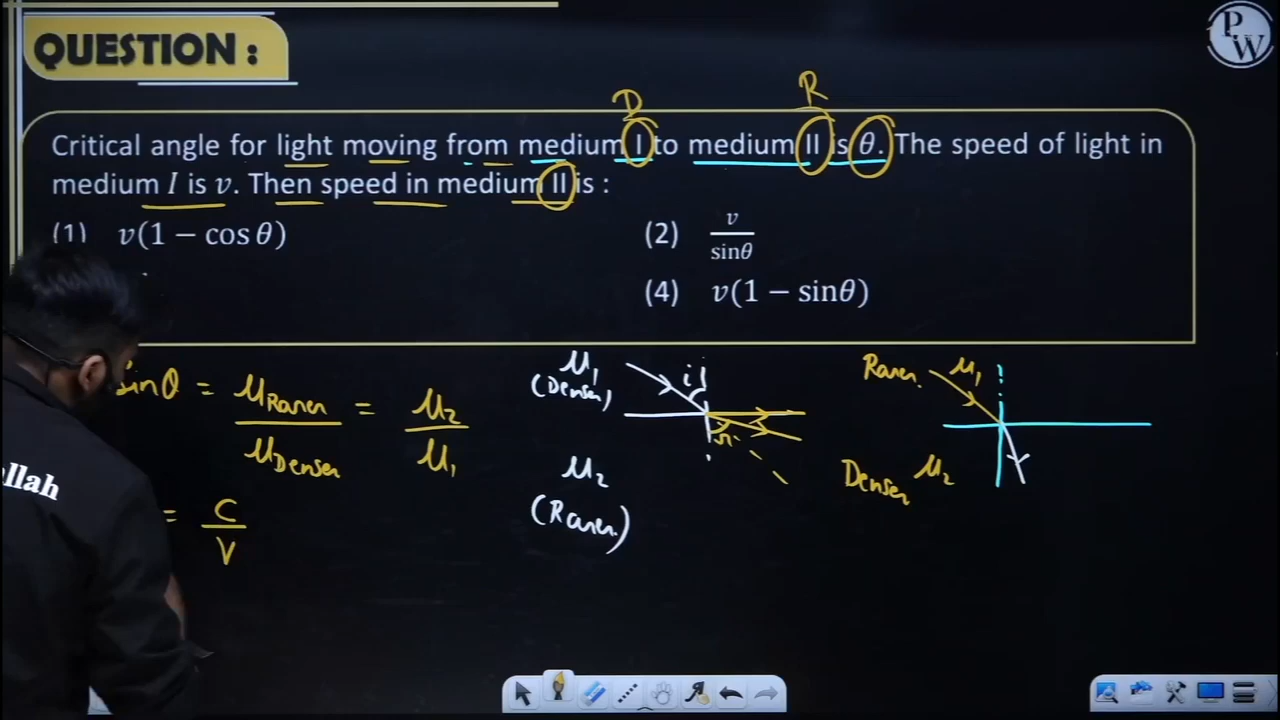 QUESTION :
PW
D R
Critical angle for light moving from medium I to medium II is θ. The speed of light in
medium I is v. Then speed in medium II is :
(1) v(1 − cos θ)
(2) v/sinθ
(4) v(1 − sinθ)
sinθ = μRarer/μDenser = μ2/μ1
= C/V
μ1
(Denser)
i
r
μ2
(Rarer)
Rarer μ1
Denser μ2
allah